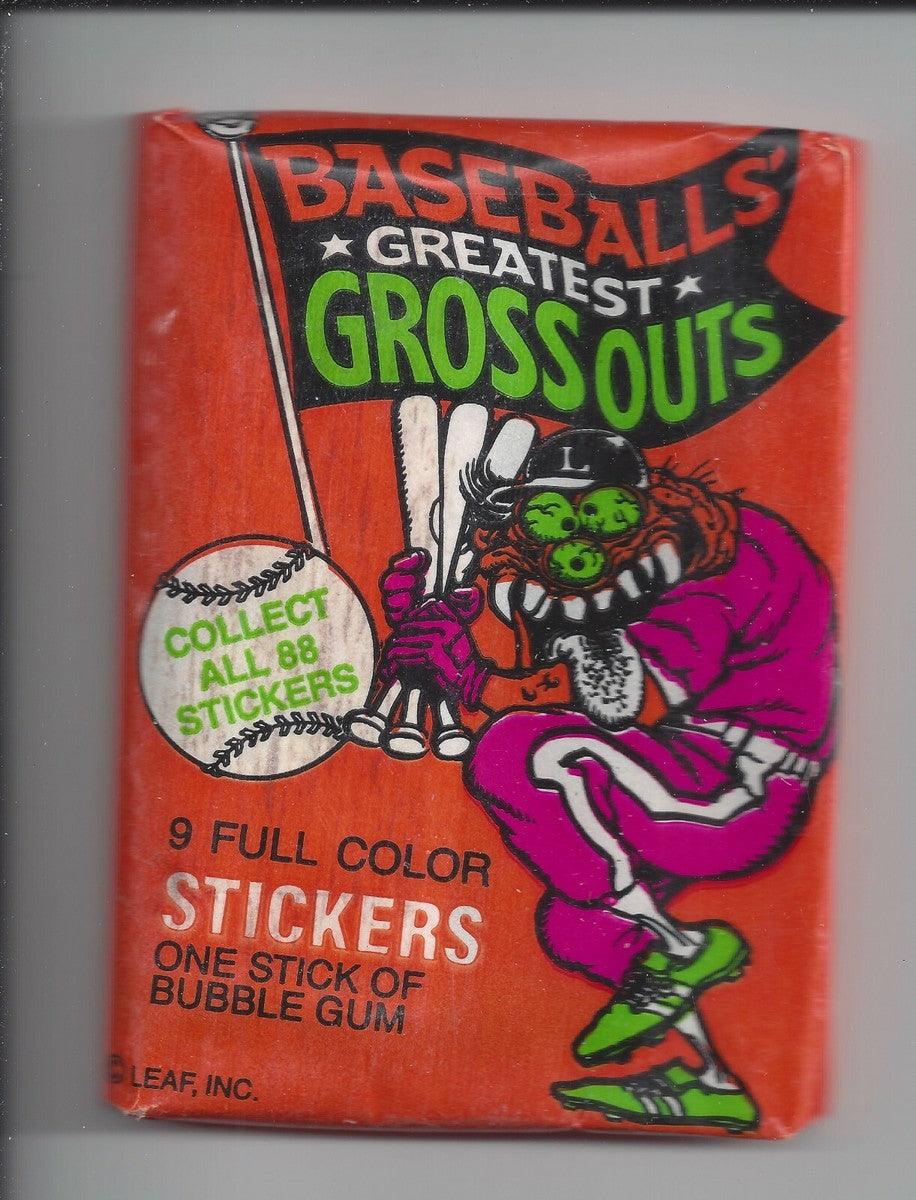 BASEBALLS'
★ GREATEST ★
GROSS OUTS
L
COLLECT
ALL 88
STICKERS
9 FULL COLOR
STICKERS
ONE STICK OF
BUBBLE GUM
© LEAF, INC.